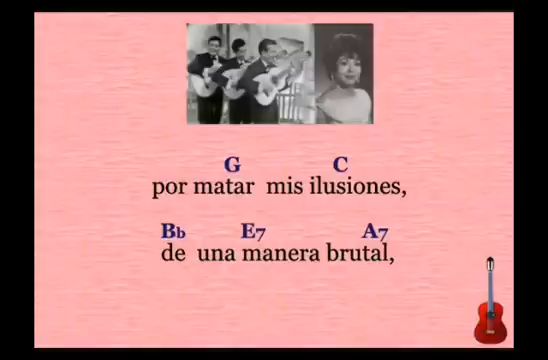 G C
por matar mis ilusiones,
Bb E7 A7
de una manera brutal,